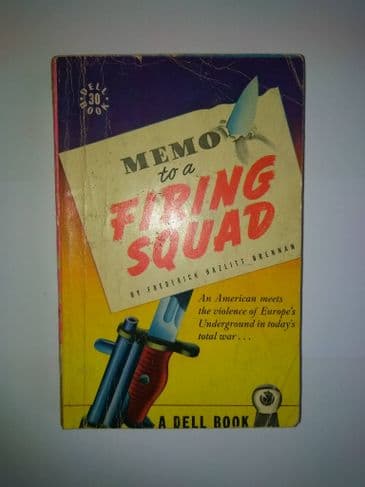 DELL
30
BOOK
MEMO
to a
FIRING
SQUAD
BY FREDERICK HAZLITT BRENNAN
An American meets
the violence of Europe's
Underground in today's
total war . . .
A DELL BOOK